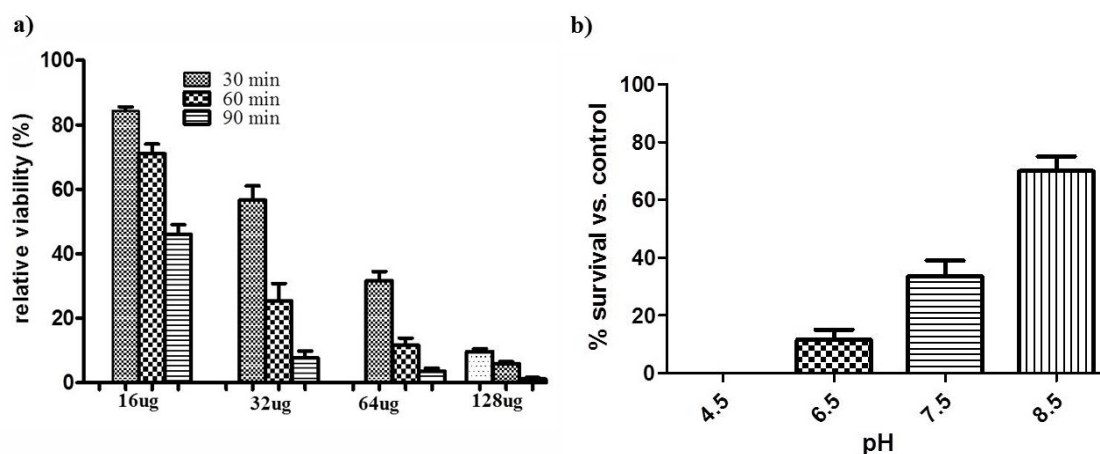 a)
relative viability (%)
100
80
60
40
20
0
30 min
60 min
90 min
16ug
32ug
64ug
128ug
b)
% survival vs. control
100
80
60
40
20
0
4.5
6.5
7.5
8.5
pH